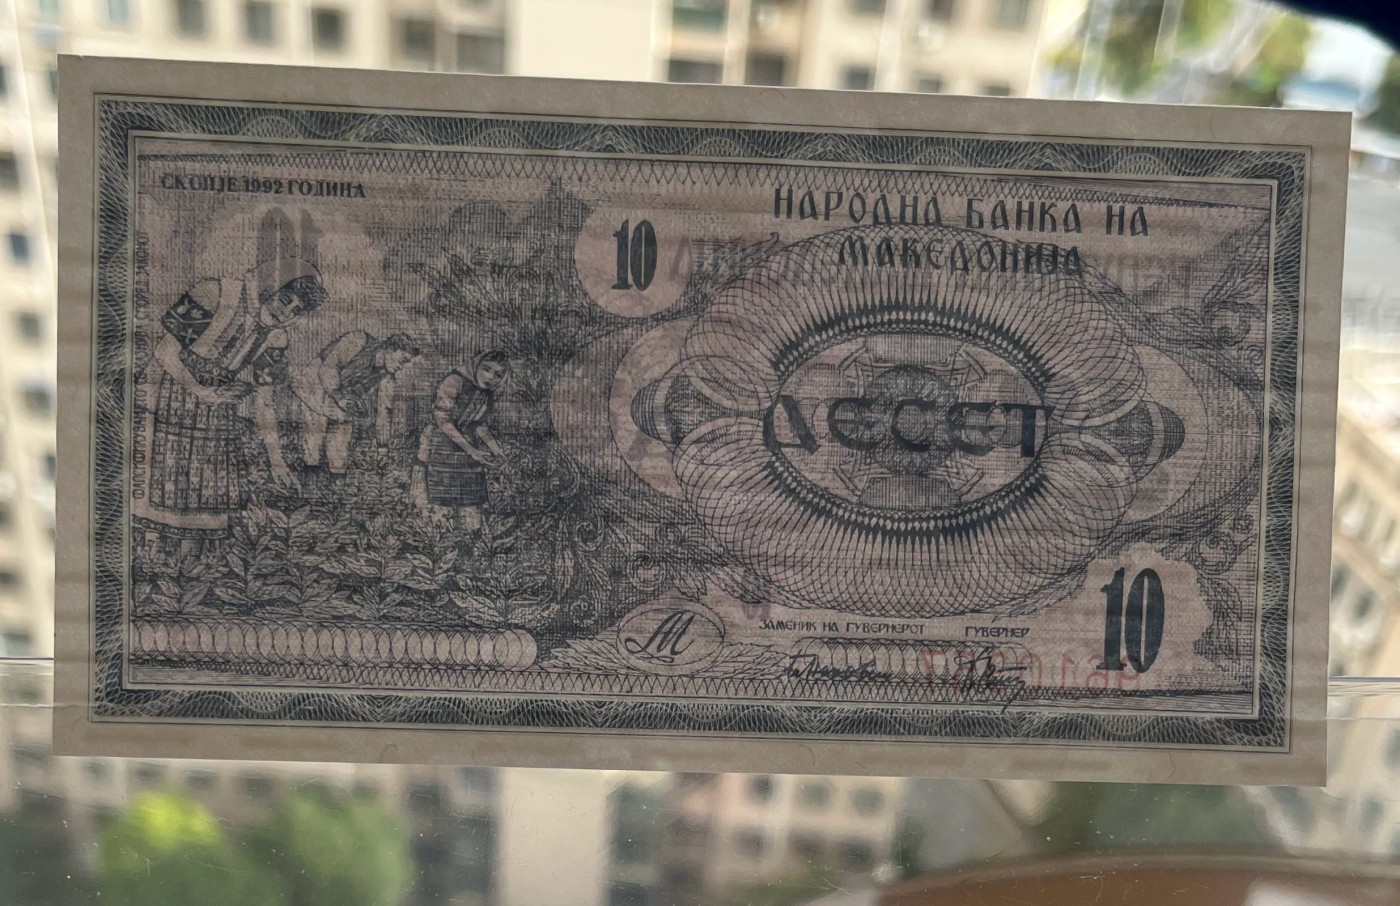 СКОПЈЕ 1992 ГОДИНА
НАРОДНА БАНКА НА
МАКЕДОНИЈА
10
ДЕСЕТ
ЗАМЕНИК НА ГУВЕРНЕРОТ ГУВЕРНЕР
10